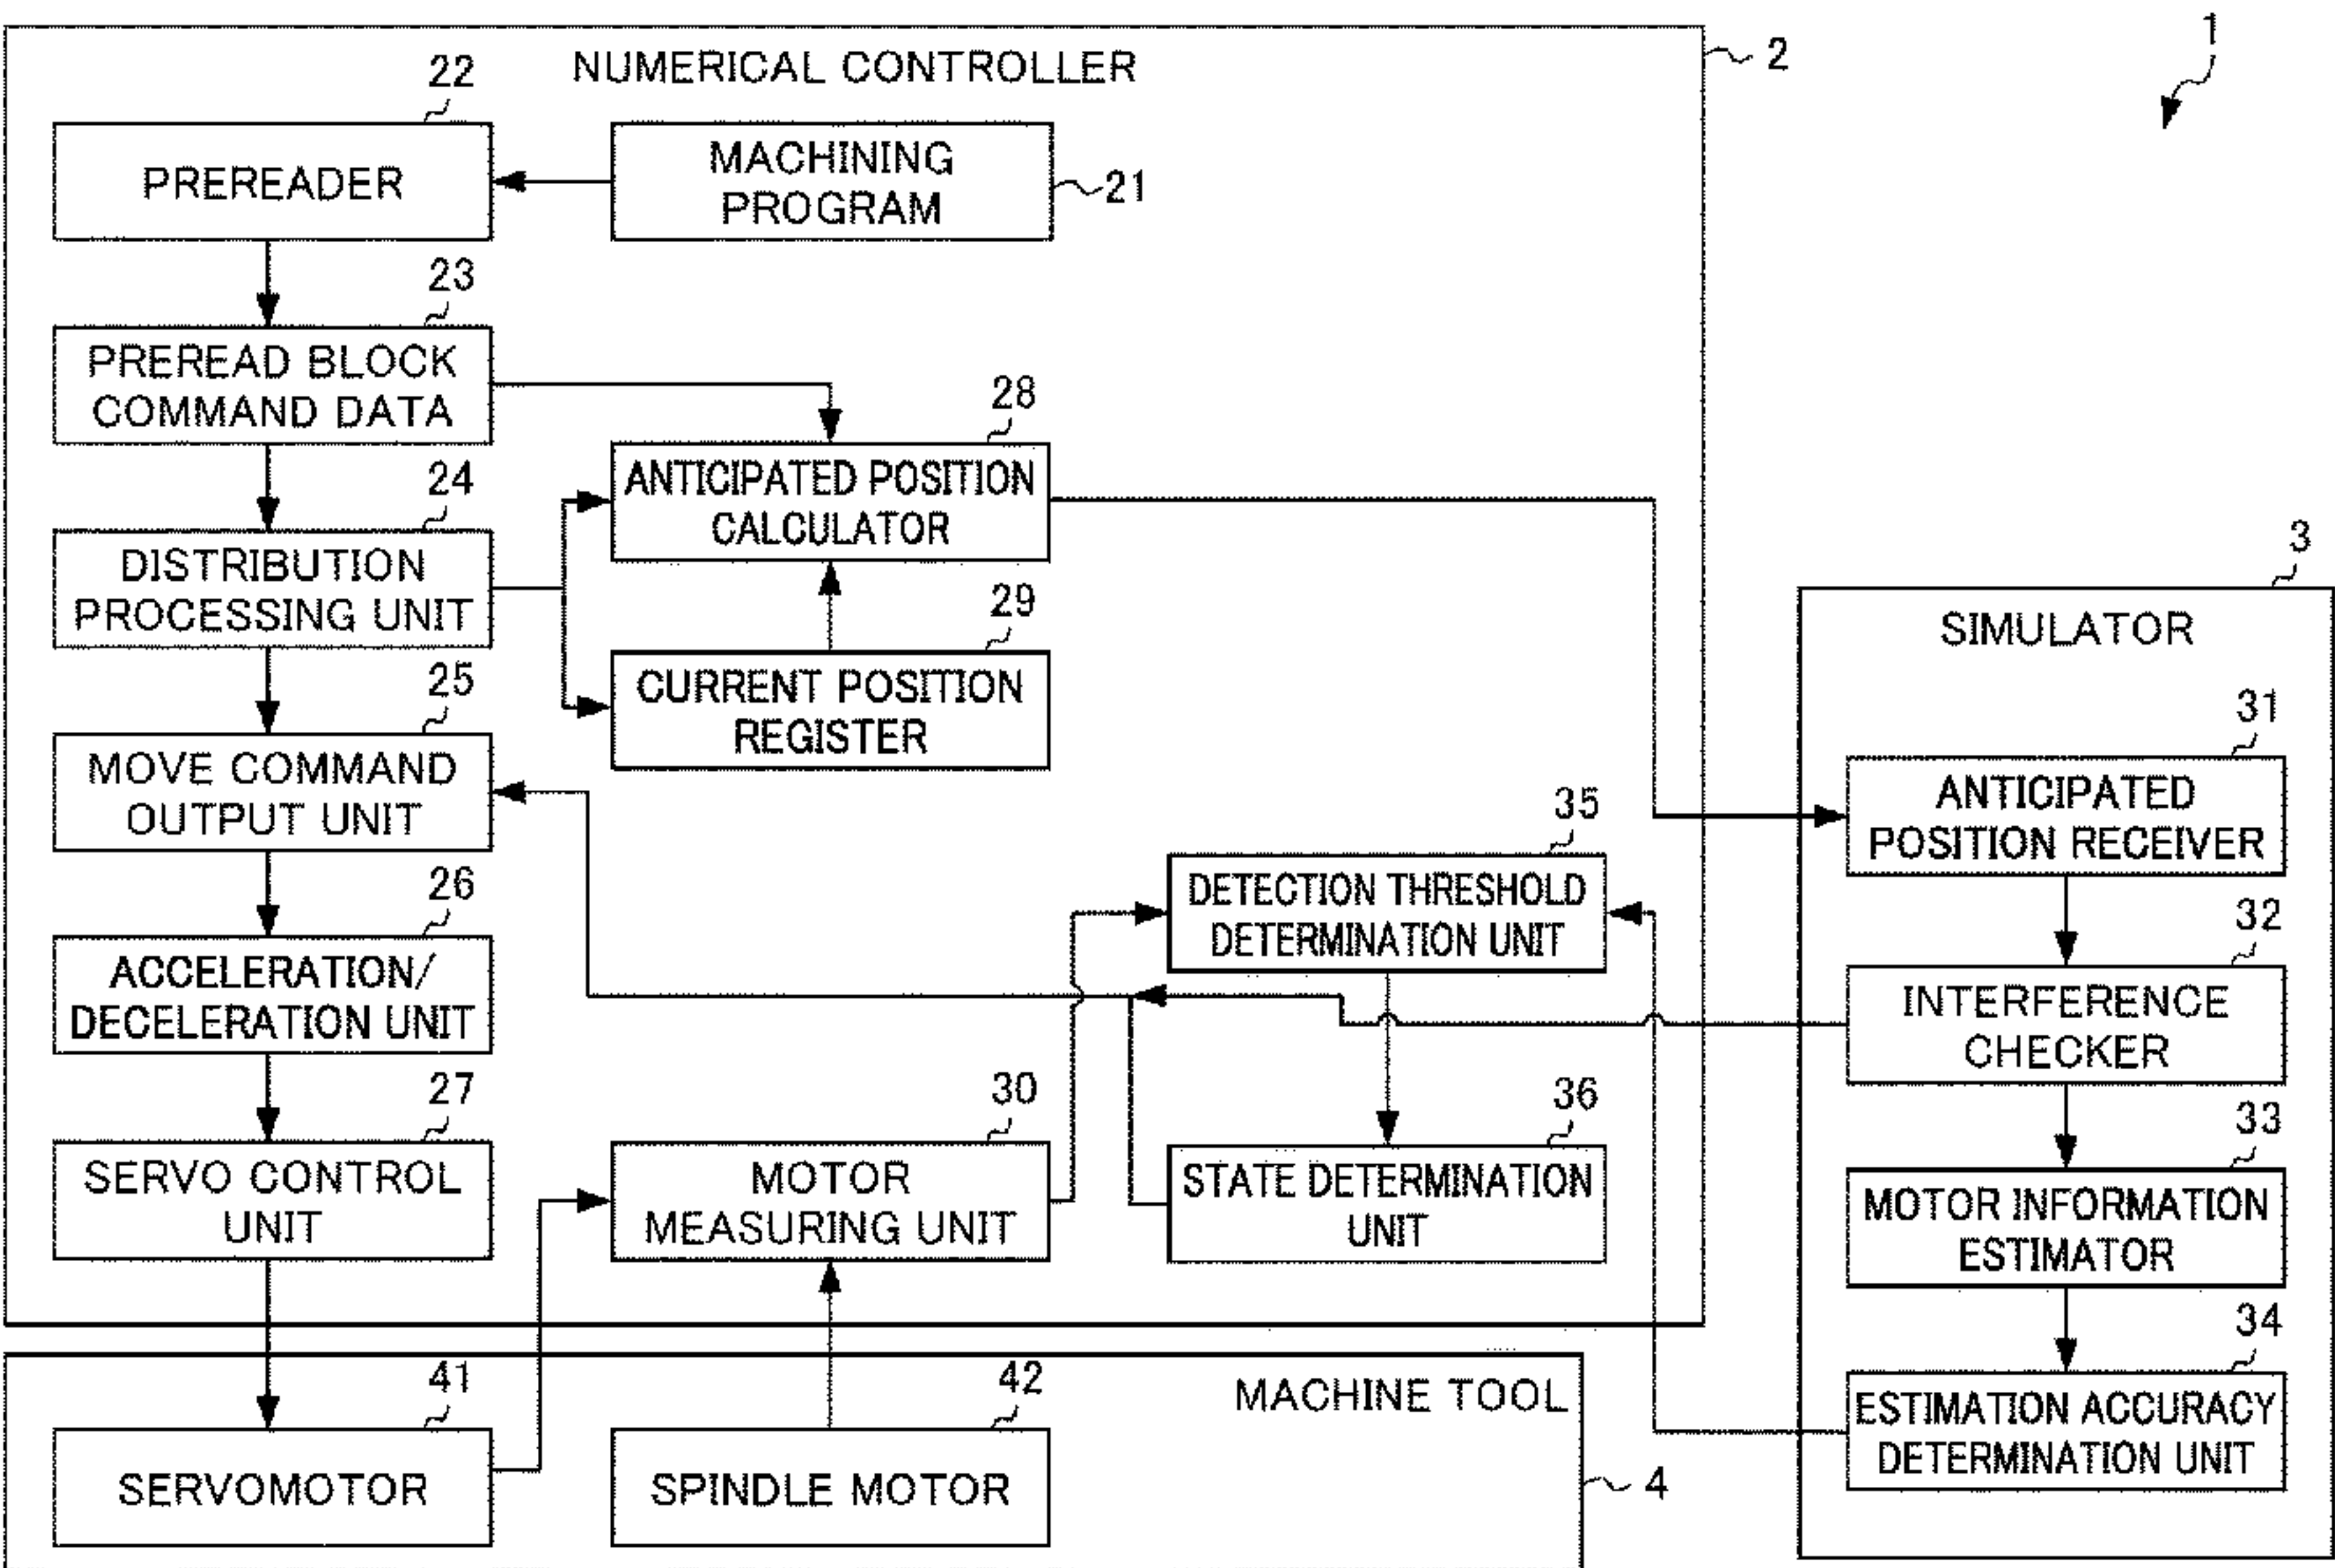 1
NUMERICAL CONTROLLER
2
22
PREREADER
MACHINING
PROGRAM
21
23
PREREAD BLOCK
COMMAND DATA
28
ANTICIPATED POSITION
CALCULATOR
24
DISTRIBUTION
PROCESSING UNIT
29
CURRENT POSITION
REGISTER
25
MOVE COMMAND
OUTPUT UNIT
26
ACCELERATION/
DECELERATION UNIT
27
SERVO CONTROL
UNIT
30
MOTOR
MEASURING UNIT
35
DETECTION THRESHOLD
DETERMINATION UNIT
36
STATE DETERMINATION
UNIT
3
SIMULATOR
31
ANTICIPATED
POSITION RECEIVER
32
INTERFERENCE
CHECKER
33
MOTOR INFORMATION
ESTIMATOR
34
ESTIMATION ACCURACY
DETERMINATION UNIT
MACHINE TOOL
4
41
SERVOMOTOR
42
SPINDLE MOTOR